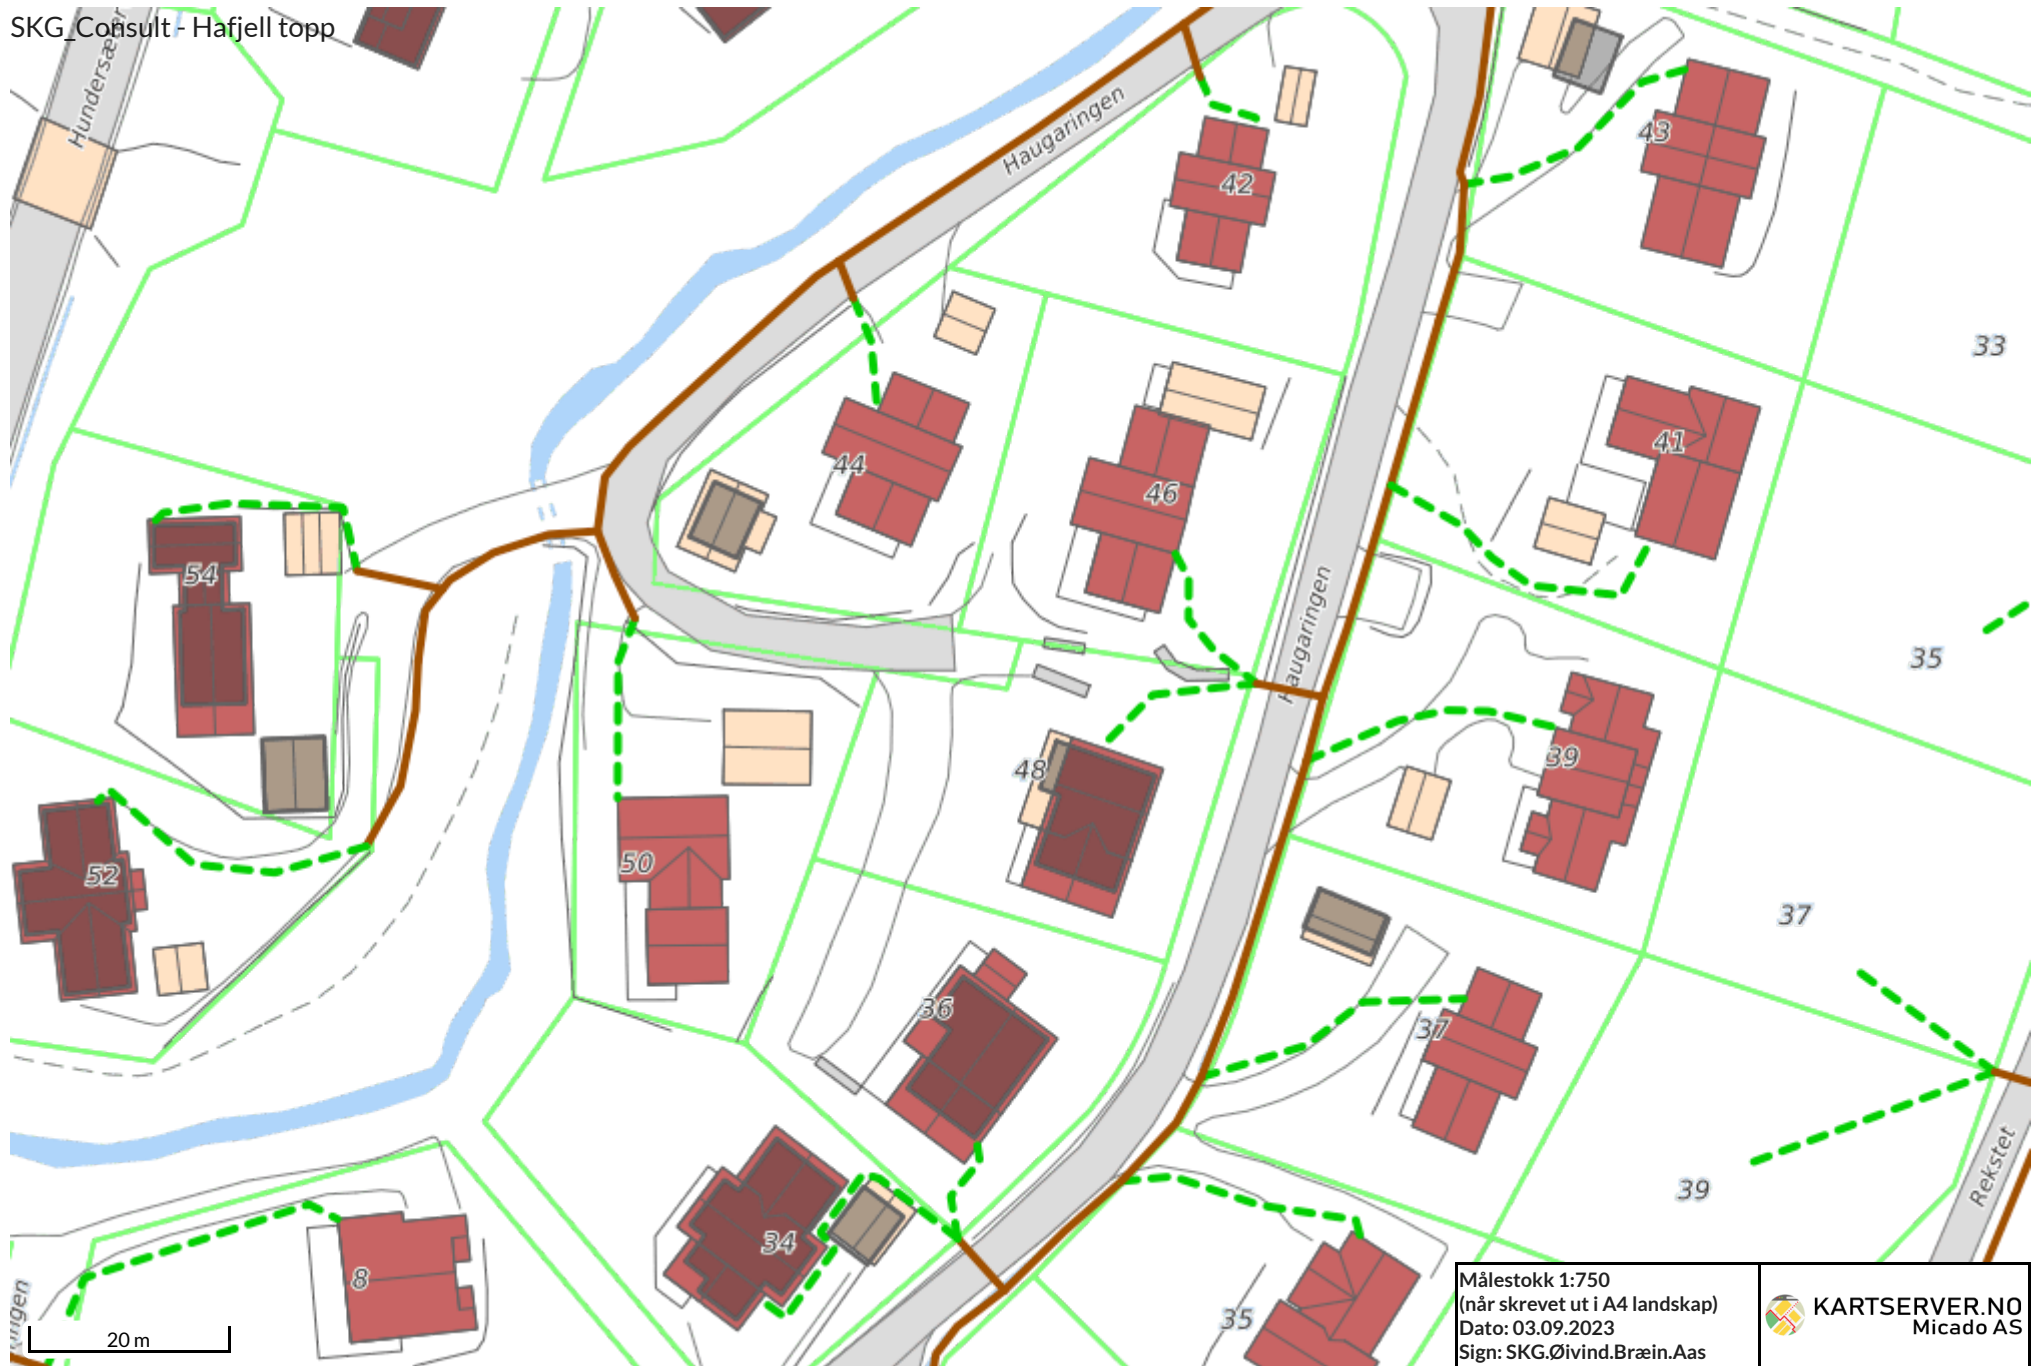 SKG_Consult - Hafjell topp
Hundersæter
Haugaringen
42
43
33
44
46
41
54
Haugaringen
35
48
39
52
50
37
36
37
39
Rekstet
34
8
35
20 m
Målestokk 1:750
(når skrevet ut i A4 landskap)
Dato: 03.09.2023
Sign: SKG.Øivind.Bræin.Aas
KARTSERVER.NO
Micado AS